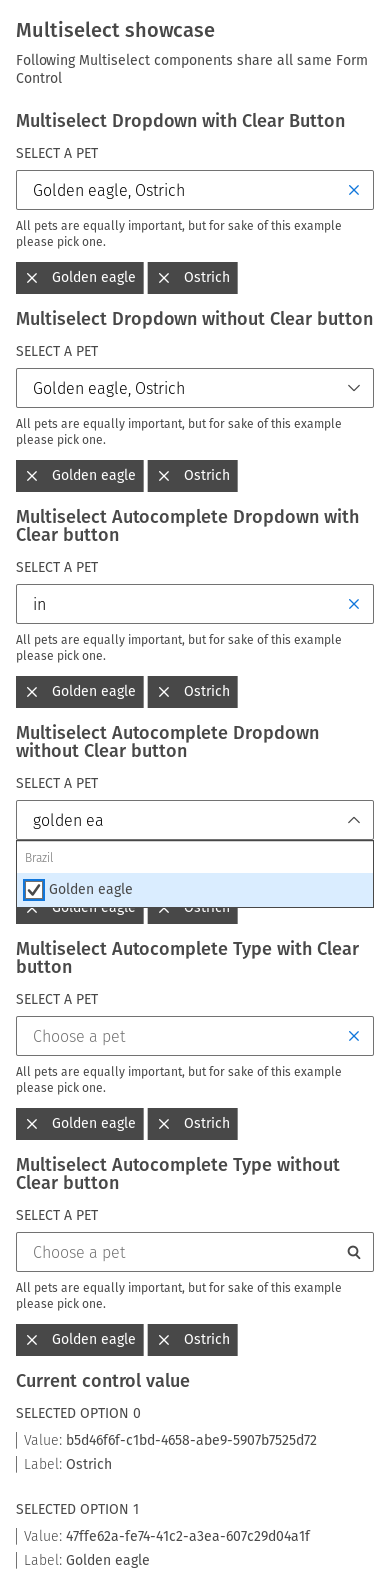 Multiselect showcase
Following Multiselect components share all same Form
Control
Multiselect Dropdown with Clear Button
SELECT A PET
Golden eagle, Ostrich
All pets are equally important, but for sake of this example
please pick one.
Golden eagle Ostrich
Multiselect Dropdown without Clear button
SELECT A PET
Golden eagle, Ostrich
All pets are equally important, but for sake of this example
please pick one.
Golden eagle Ostrich
Multiselect Autocomplete Dropdown with
Clear button
SELECT A PET
in
All pets are equally important, but for sake of this example
please pick one.
Golden eagle Ostrich
Multiselect Autocomplete Dropdown
without Clear button
SELECT A PET
golden ea
Brazil
Golden eagle
Golden eagle Ostrich
Multiselect Autocomplete Type with Clear
button
SELECT A PET
Choose a pet
All pets are equally important, but for sake of this example
please pick one.
Golden eagle Ostrich
Multiselect Autocomplete Type without
Clear button
SELECT A PET
Choose a pet
All pets are equally important, but for sake of this example
please pick one.
Golden eagle Ostrich
Current control value
SELECTED OPTION 0
Value: b5d46f6f-c1bd-4658-abe9-5907b7525d72
Label: Ostrich
SELECTED OPTION 1
Value: 47ffe62a-fe74-41c2-a3ea-607c29d04a1f
Label: Golden eagle